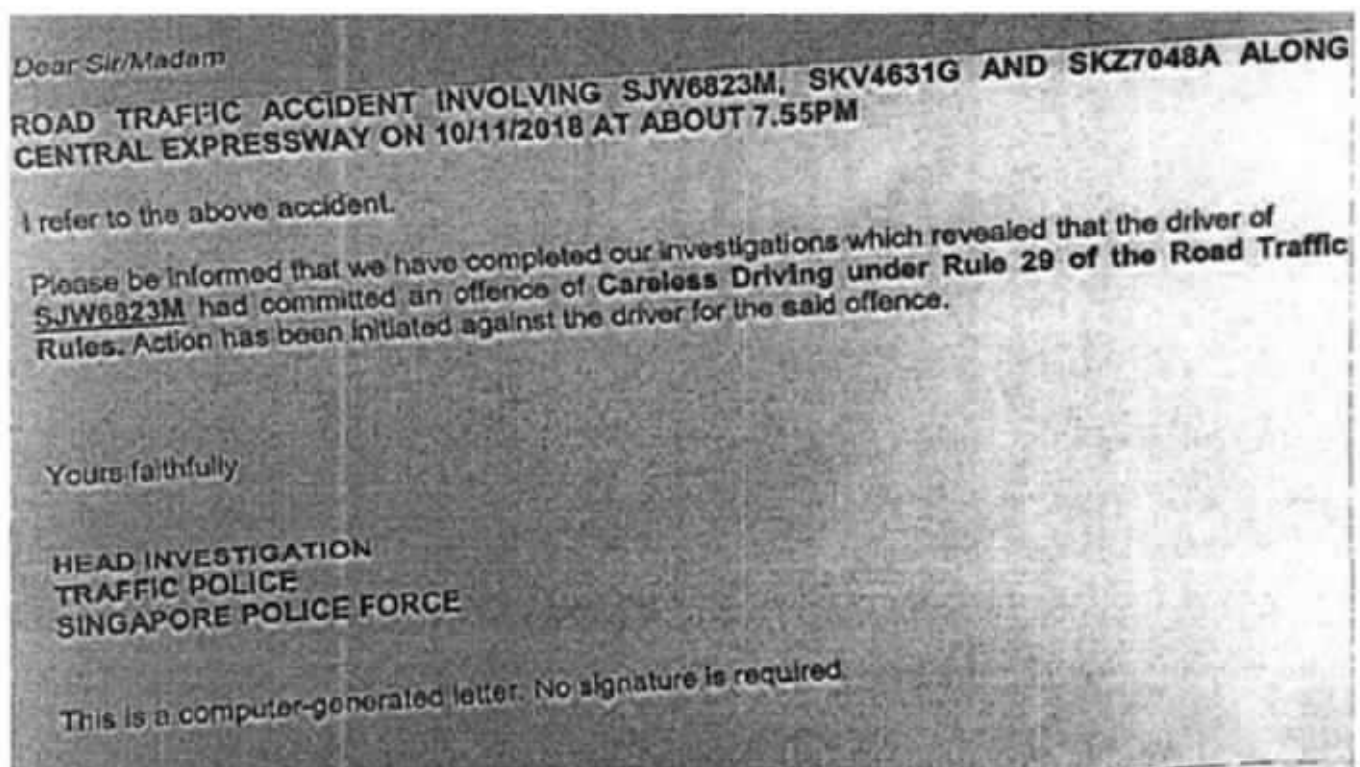 Dear Sir/Madam
ROAD TRAFFIC ACCIDENT INVOLVING SJW6823M, SKV4631G AND SKZ7048A ALONG
CENTRAL EXPRESSWAY ON 10/11/2018 AT ABOUT 7.55PM
I refer to the above accident.
Please be informed that we have completed our investigations which revealed that the driver of
SJW6823M had committed an offence of Careless Driving under Rule 29 of the Road Traffic
Rules. Action has been initiated against the driver for the said offence.
Yours faithfully
HEAD INVESTIGATION
TRAFFIC POLICE
SINGAPORE POLICE FORCE
This is a computer-generated letter. No signature is required.